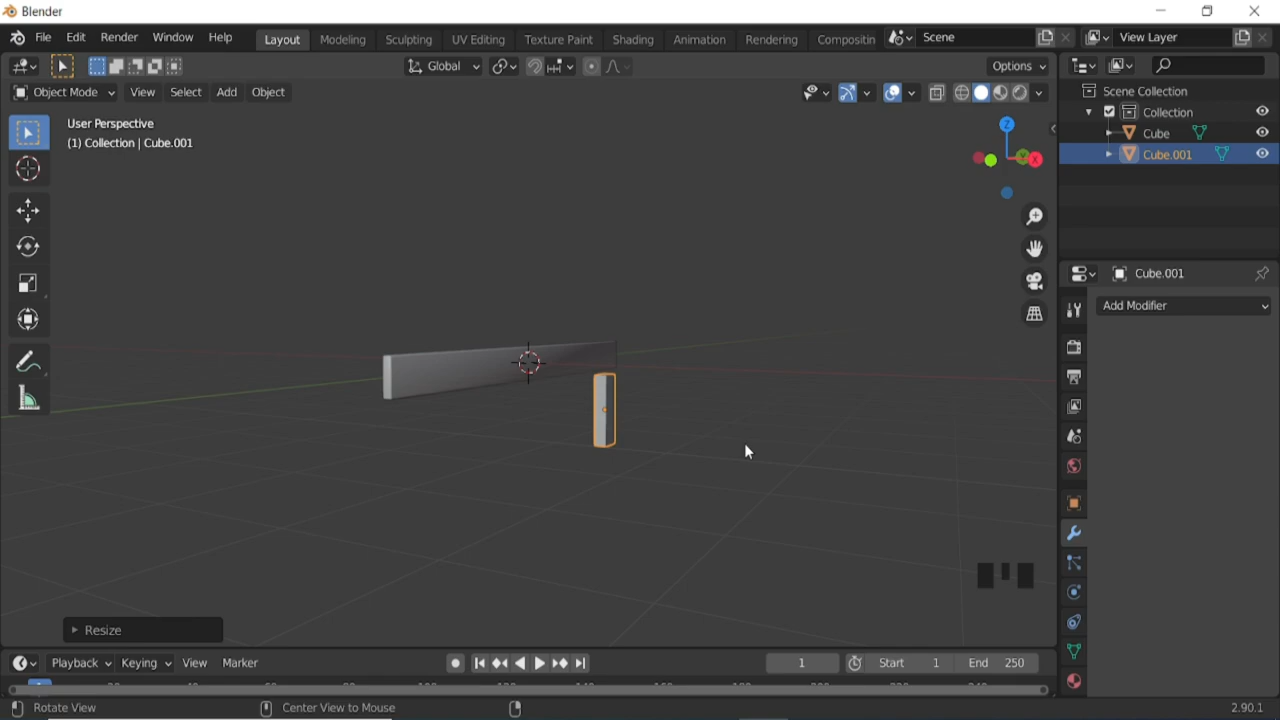 Blender
File Edit Render Window Help Layout Modeling Sculpting UV Editing Texture Paint Shading Animation Rendering Compositin Scene View Layer
Global Options
Object Mode View Select Add Object
Scene Collection
Collection
Cube
Cube.001
User Perspective
(1) Collection | Cube.001
Z
X
Cube.001
Add Modifier
Resize
Playback Keying View Marker 1 Start 1 End 250
Rotate View Center View to Mouse 2.90.1